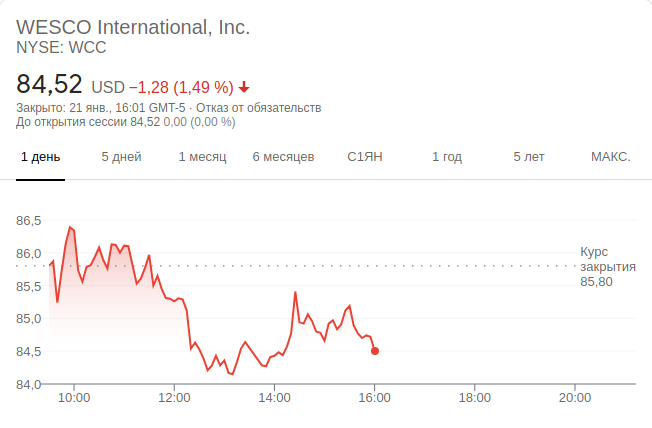 WESCO International, Inc.
NYSE: WCC
84,52 USD −1,28 (1,49 %)
Закрыто: 21 янв., 16:01 GMT-5 · Отказ от обязательств
До открытия сессии 84,52 0,00 (0,00 %)
1 день 5 дней 1 месяц 6 месяцев С1ЯН 1 год 5 лет МАКС.
86,5
86,0
85,5
85,0
84,5
84,0
Курс
закрытия
85,80
10:00 12:00 14:00 16:00 18:00 20:00